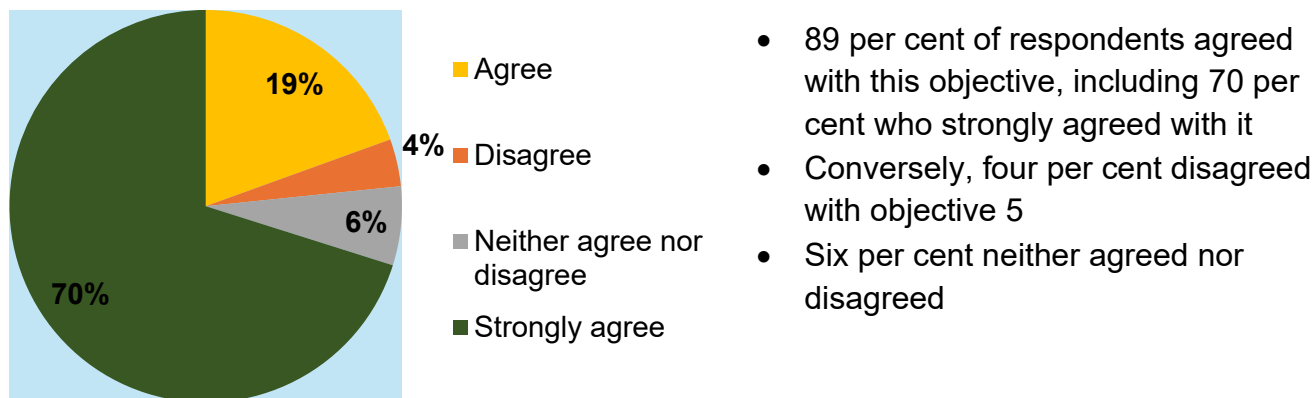 19%
4%
6%
70%
Agree
Disagree
Neither agree nor
disagree
Strongly agree
• 89 per cent of respondents agreed
with this objective, including 70 per
cent who strongly agreed with it
• Conversely, four per cent disagreed
with objective 5
• Six per cent neither agreed nor
disagreed